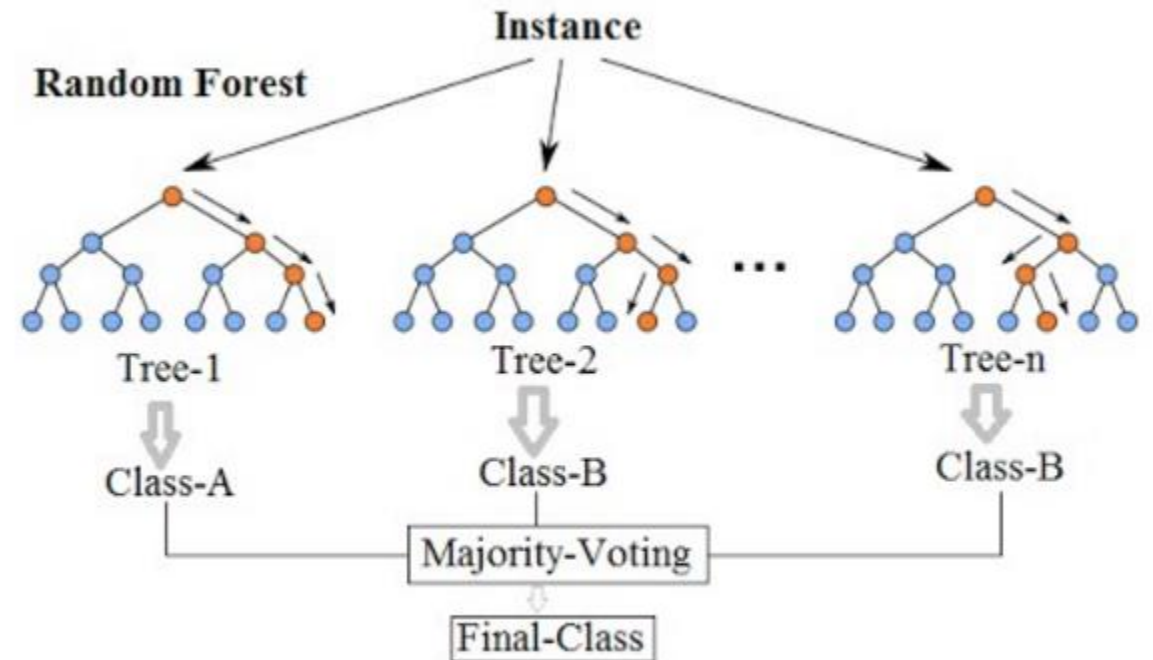 Instance
Random Forest
...
Tree-1
Tree-2
Tree-n
Class-A
Class-B
Class-B
Majority-Voting
Final-Class